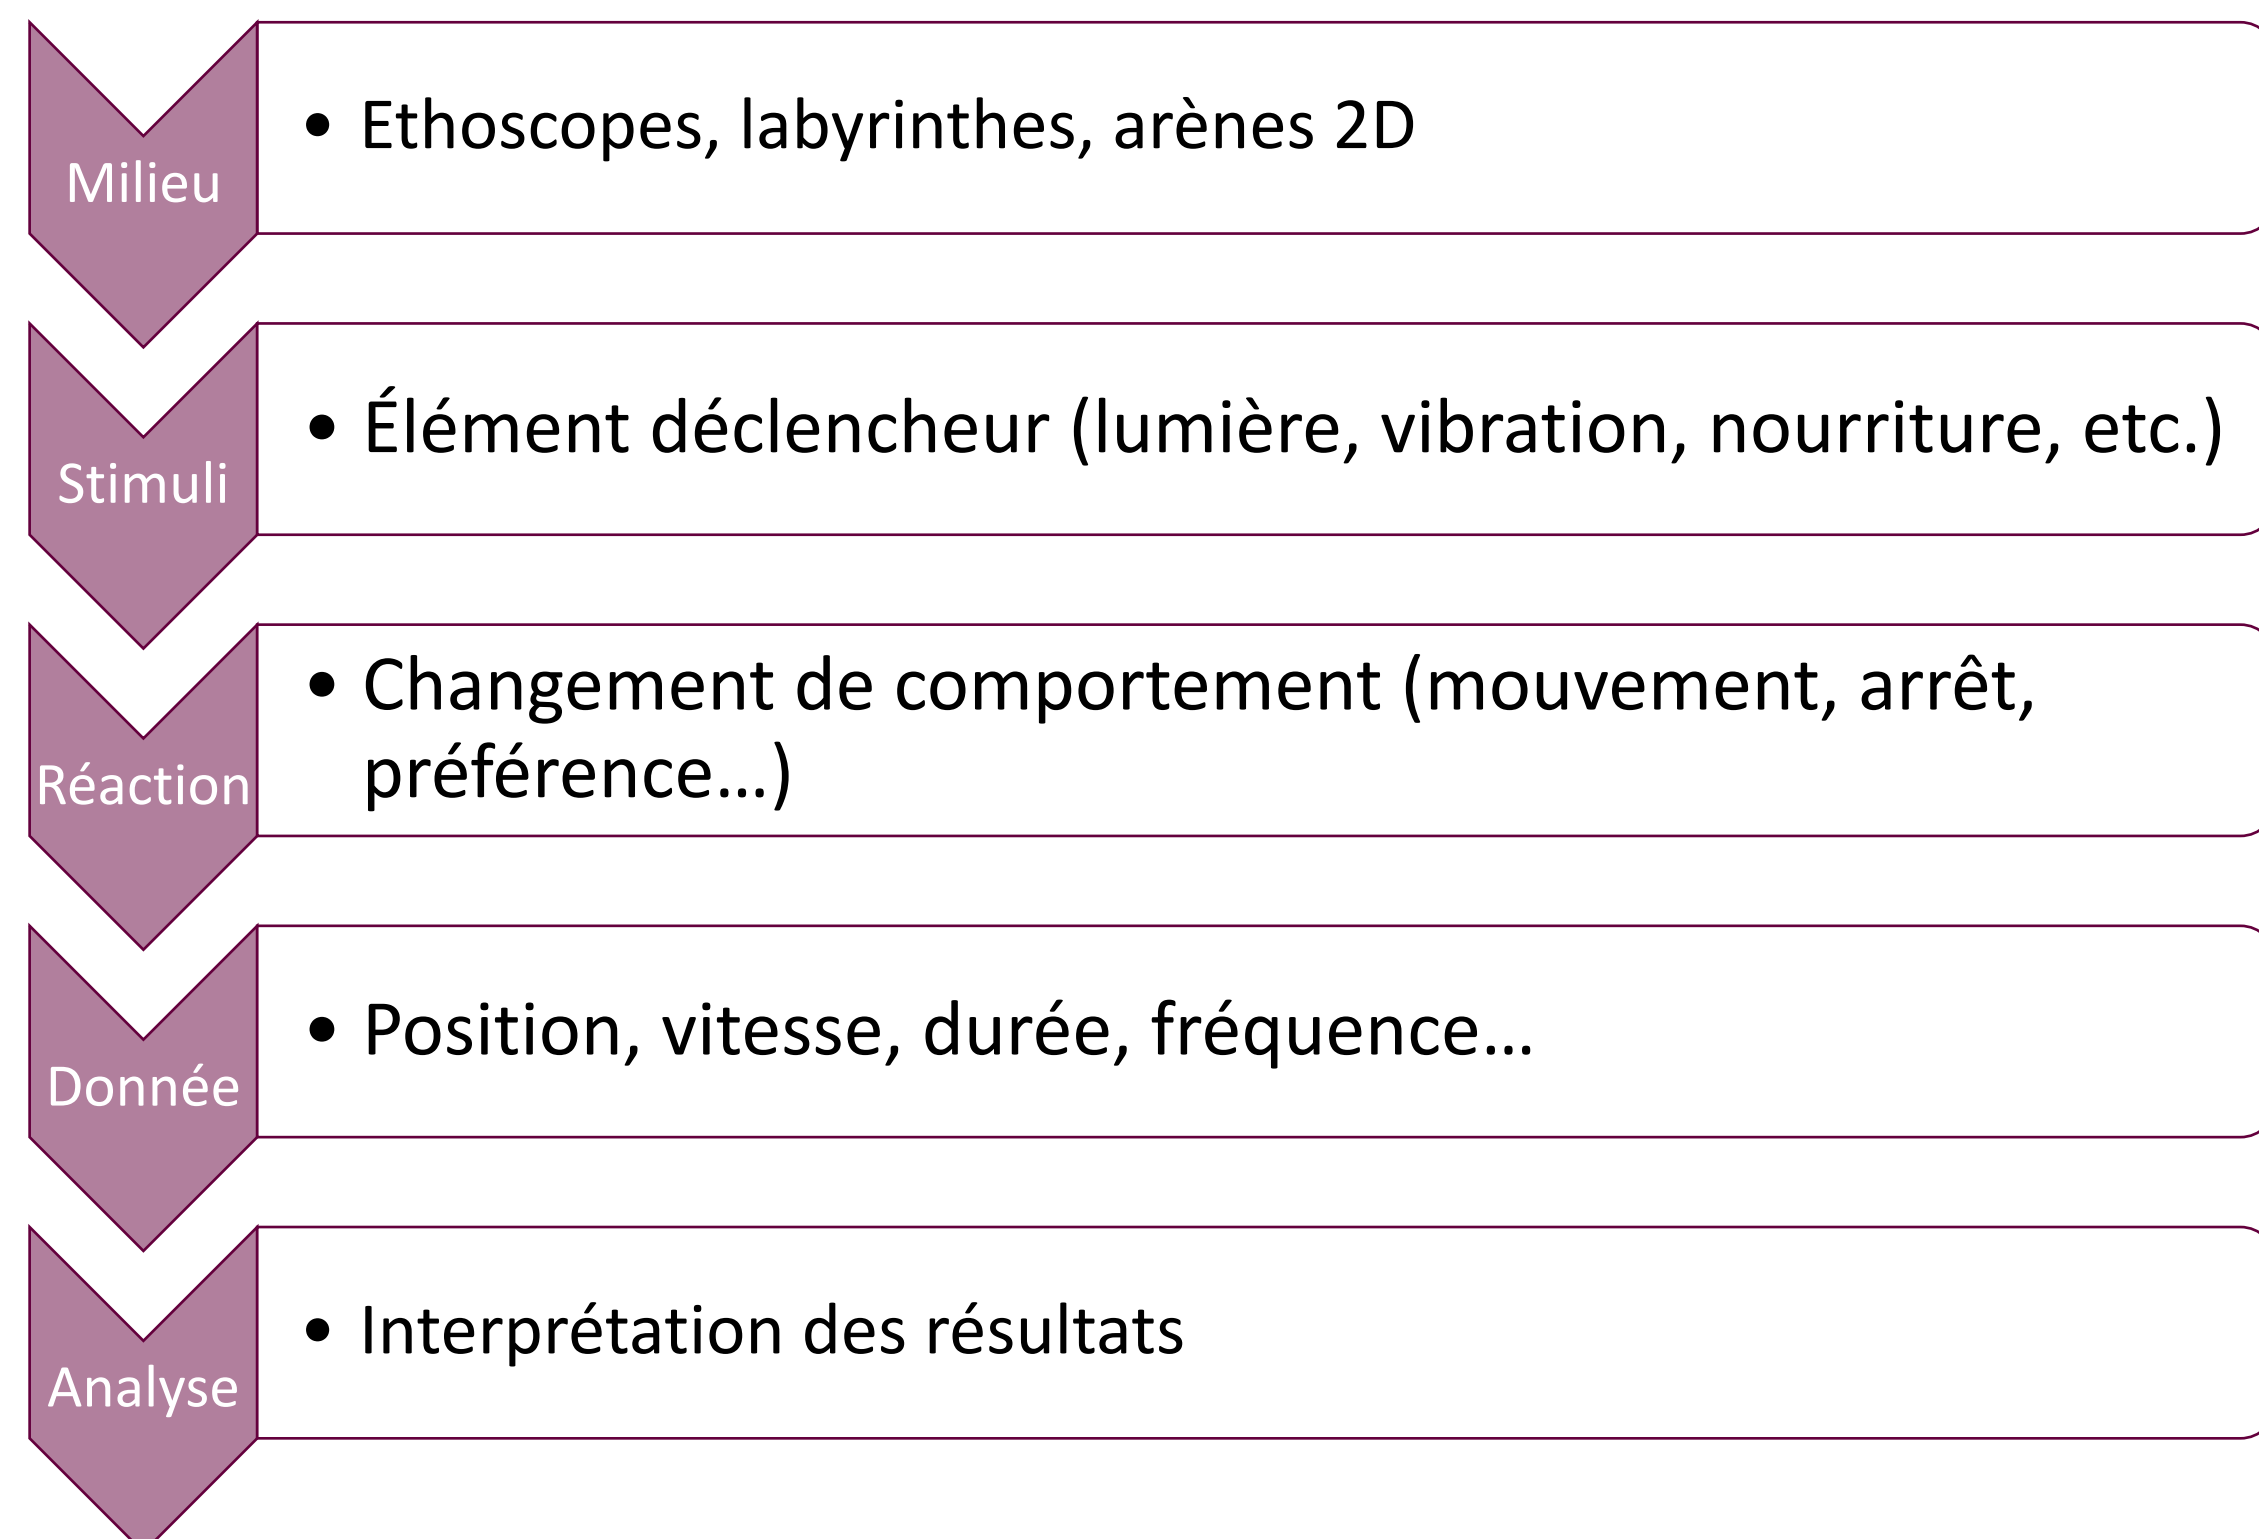 Milieu
• Ethoscopes, labyrinthes, arènes 2D
Stimuli
• Élément déclencheur (lumière, vibration, nourriture, etc.)
Réaction
• Changement de comportement (mouvement, arrêt,
préférence…)
Donnée
• Position, vitesse, durée, fréquence…
Analyse
• Interprétation des résultats